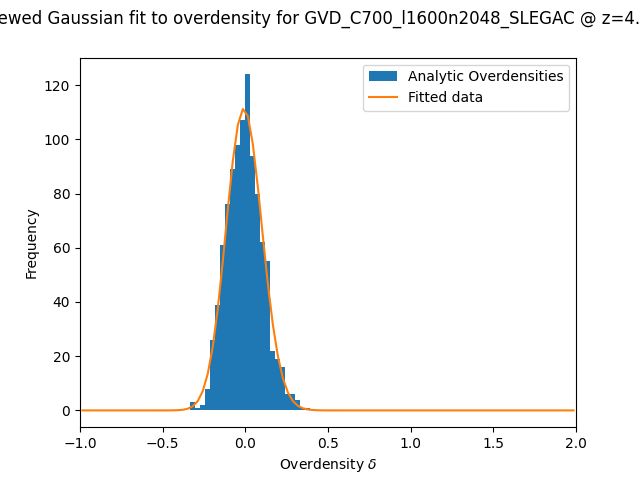 ewed Gaussian fit to overdensity for GVD_C700_l1600n2048_SLEGAC @ z=4.
Analytic Overdensities
Fitted data
Frequency
120
100
80
60
40
20
0
−1.0 −0.5 0.0 0.5 1.0 1.5 2.0
Overdensity δ